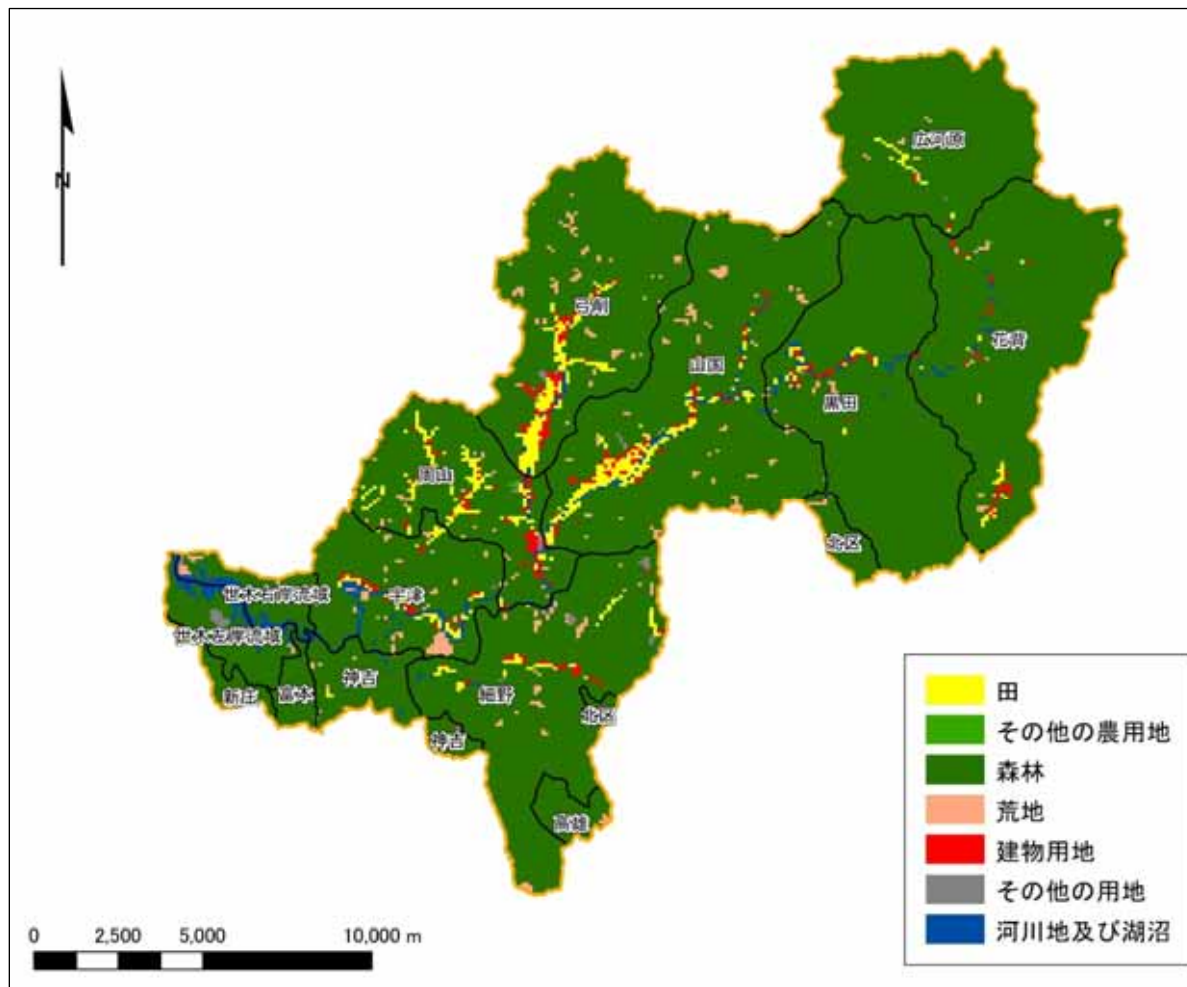 N
広河原
弓削
山国
花背
黒田
周山
北区
世木右岸流域
宇津
世木左岸流域
神吉
新庄
富本
細野
北区
神吉
高雄
田
その他の農用地
森林
荒地
建物用地
その他の用地
河川地及び湖沼
0 2,500 5,000 10,000 m